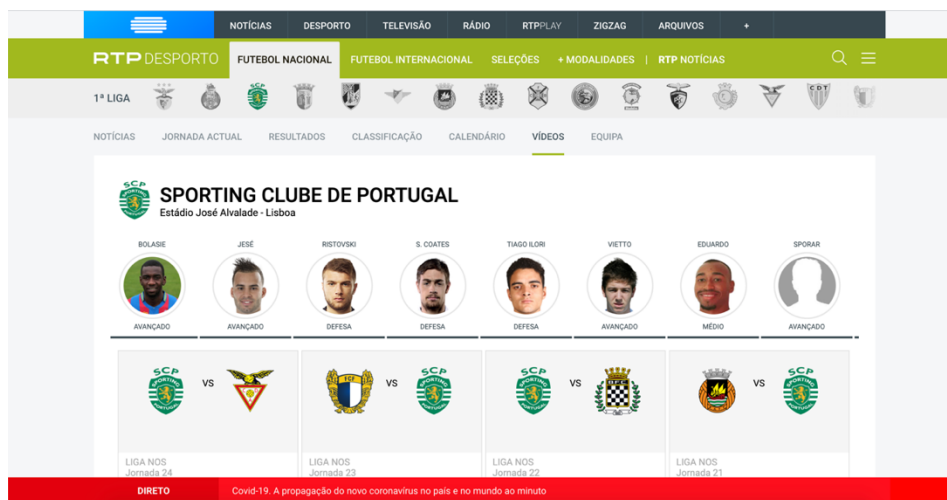 NOTÍCIAS DESPORTO TELEVISÃO RÁDIO RTPPLAY ZIGZAG ARQUIVOS +
RTP DESPORTO FUTEBOL NACIONAL FUTEBOL INTERNACIONAL SELEÇÕES + MODALIDADES | RTP NOTÍCIAS
1ª LIGA
NOTÍCIAS JORNADA ACTUAL RESULTADOS CLASSIFICAÇÃO CALENDÁRIO VÍDEOS EQUIPA
SPORTING CLUBE DE PORTUGAL
Estádio José Alvalade - Lisboa
BOLASIE JESÉ RISTOVSKI S. COATES TIAGO ILORI VIETTO EDUARDO SPORAR
AVANÇADO AVANÇADO DEFESA DEFESA DEFESA AVANÇADO MÉDIO AVANÇADO
SCP VS VS SCP SCP VS VS SCP
LIGA NOS LIGA NOS LIGA NOS LIGA NOS
Jornada 24 Jornada 23 Jornada 22 Jornada 21
DIRETO Covid-19. A propagação do novo coronavírus no país e no mundo ao minuto